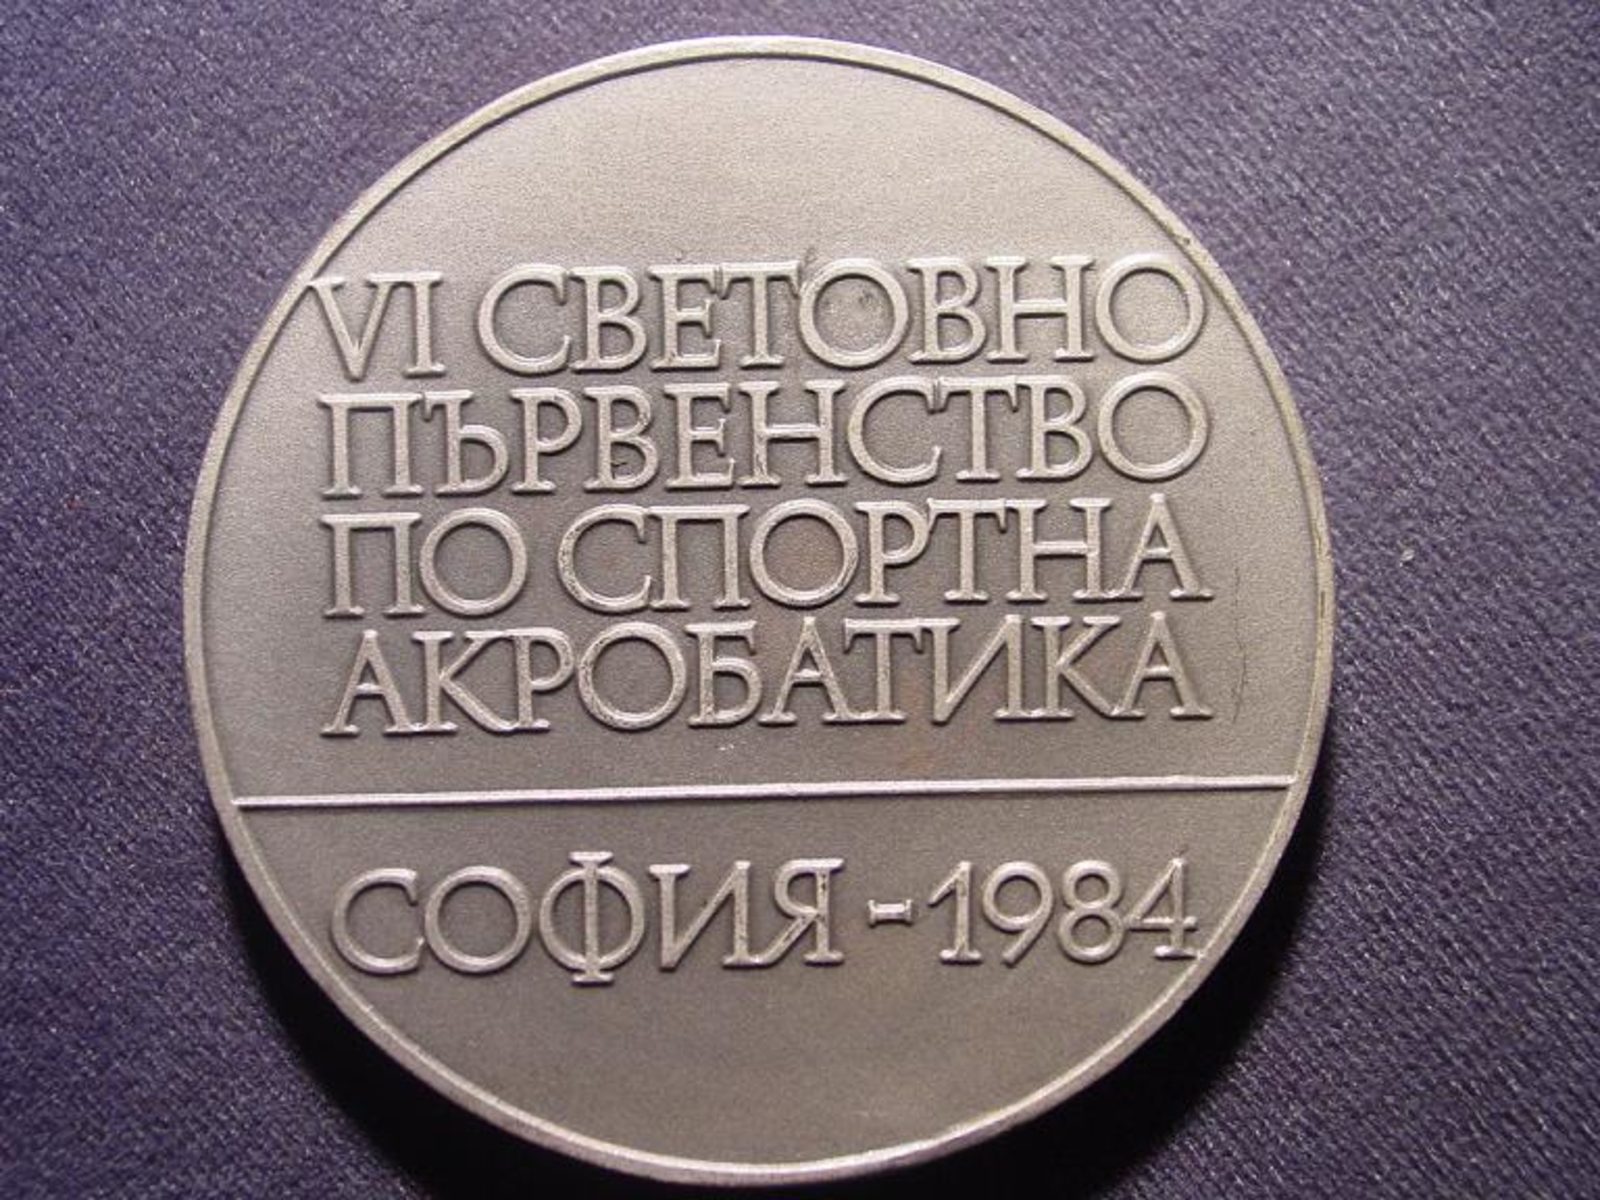 VI СВЕТОВНО
ПЪРВЕНСТВО
ПО СПОРТНА
АКРОБАТИКА
СОФИЯ - 1984